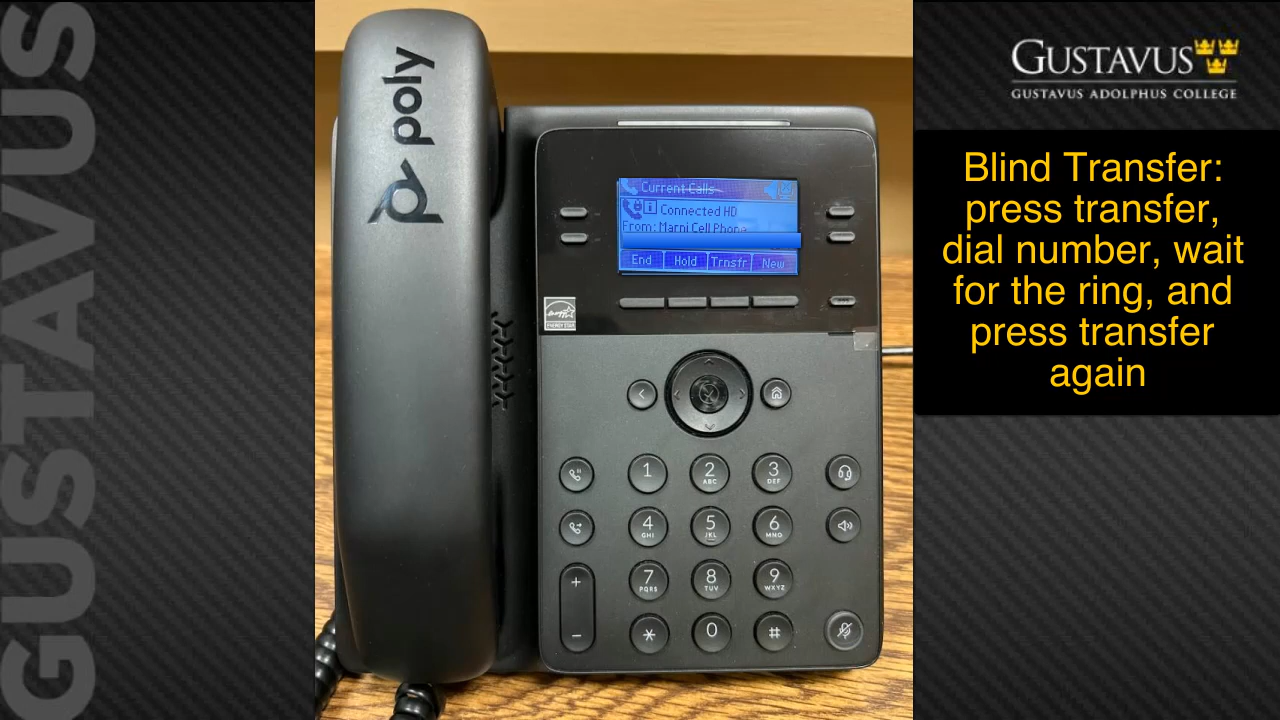 GUSTAVUS
poly
Current Calls
Connected HD
From: Marni Cell Phone
End Hold Trnsfr New
ENERGY STAR
1
2 ABC
3 DEF
4 GHI
5 JKL
6 MNO
7 PQRS
8 TUV
9 WXYZ
*
0
#
+
−
GUSTAVUS
GUSTAVUS ADOLPHUS COLLEGE
Blind Transfer:
press transfer,
dial number, wait
for the ring, and
press transfer
again